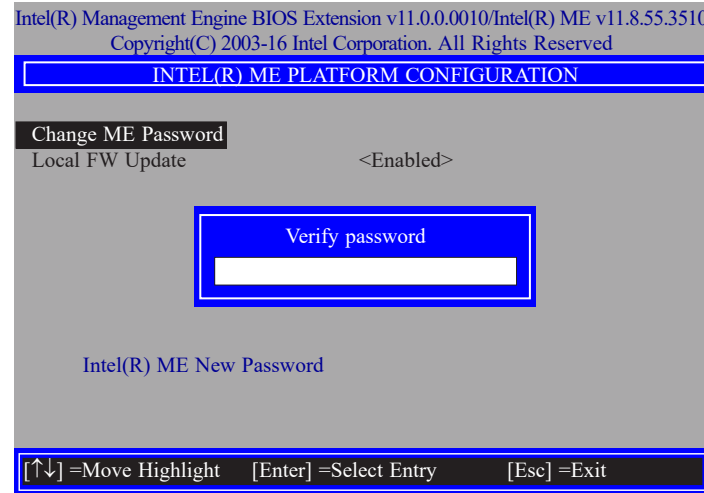 Intel(R) Management Engine BIOS Extension v11.0.0.0010/Intel(R) ME v11.8.55.3510
Copyright(C) 2003-16 Intel Corporation. All Rights Reserved
INTEL(R) ME PLATFORM CONFIGURATION
Change ME Password
Local FW Update <Enabled>
Verify password
Intel(R) ME New Password
[↑↓] =Move Highlight [Enter] =Select Entry [Esc] =Exit